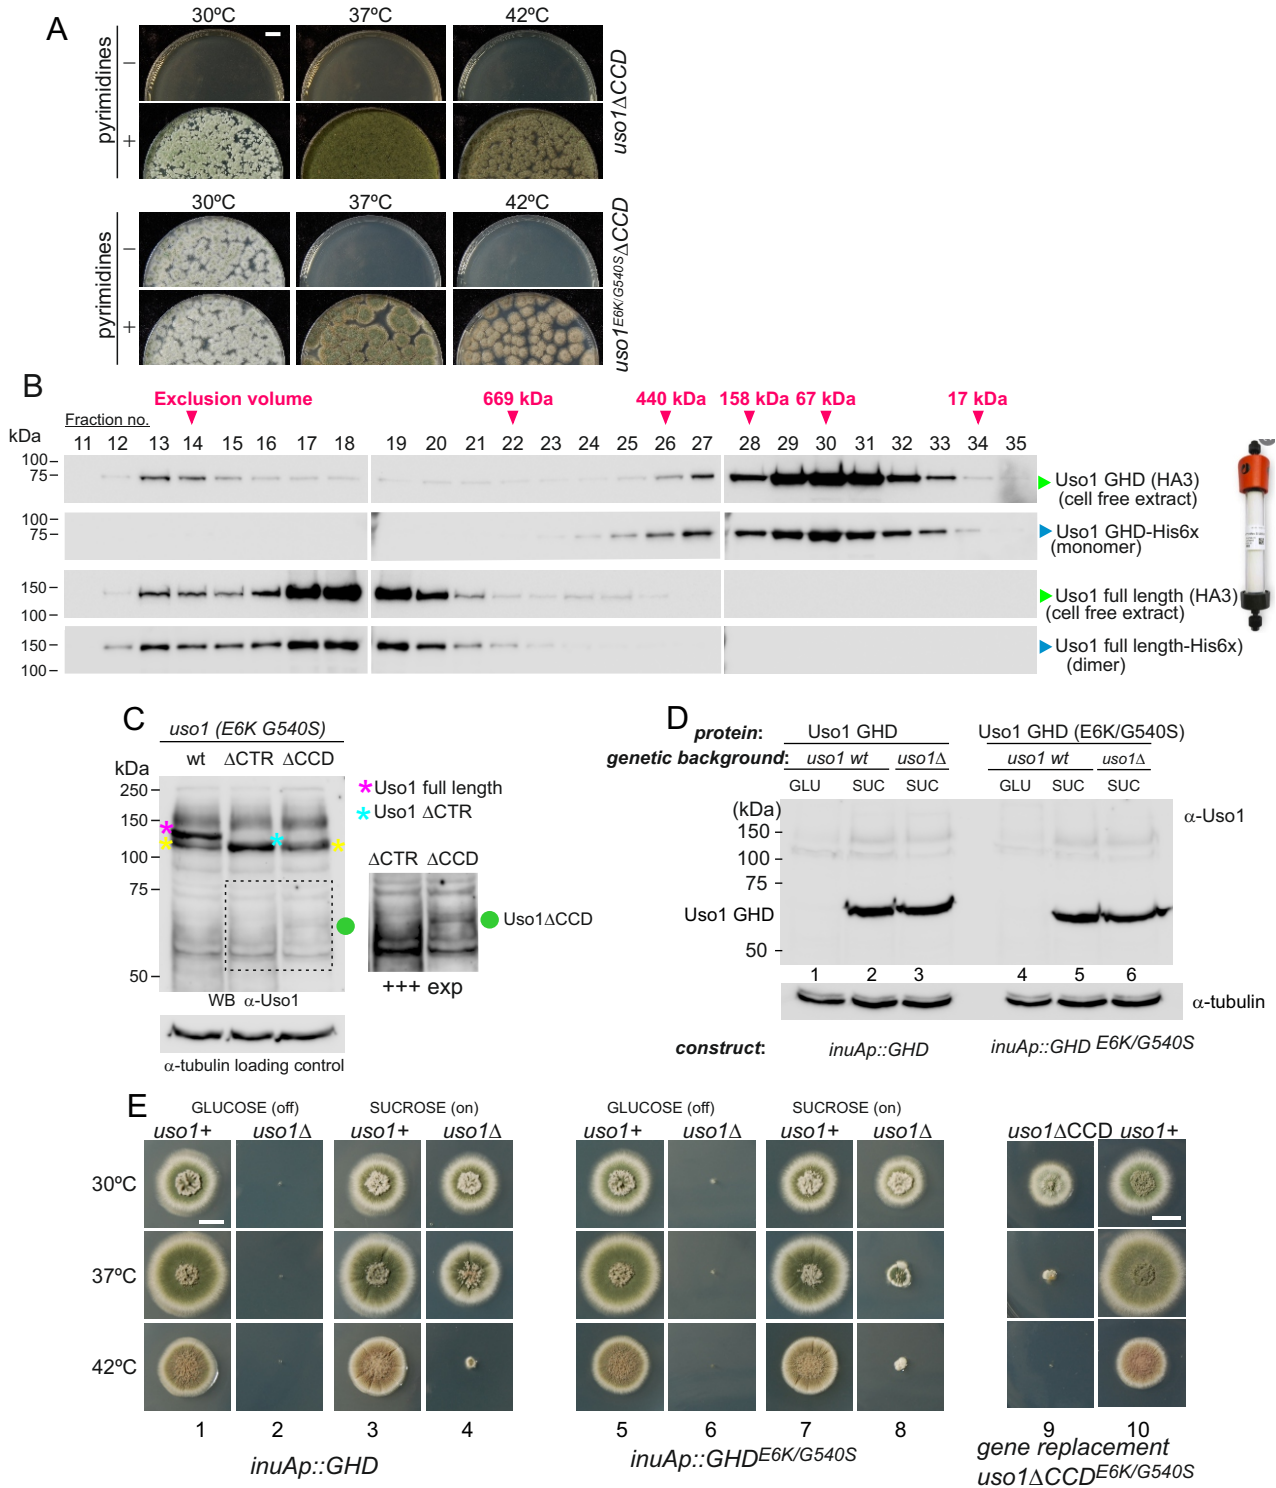 A
30ºC 37ºC 42ºC
pyrimidines
–
+
uso1ΔCCD
30ºC 37ºC 42ºC
pyrimidines
–
+
uso1E6K/G540SΔCCD
B
Exclusion volume 669 kDa 440 kDa 158 kDa 67 kDa 17 kDa
Fraction no.
kDa 11 12 13 14 15 16 17 18 19 20 21 22 23 24 25 26 27 28 29 30 31 32 33 34 35
100
75
Uso1 GHD (HA3)
(cell free extract)
100
75
Uso1 GHD-His6x
(monomer)
150
100
Uso1 full length (HA3)
(cell free extract)
150
100
Uso1 full length-His6x)
(dimer)
C
uso1 (E6K G540S)
wt ΔCTR ΔCCD
kDa
250
150
100
75
50
* Uso1 full length
* Uso1 ΔCTR
ΔCTR ΔCCD
Uso1ΔCCD
+++ exp
WB α-Uso1
α-tubulin loading control
D
protein: Uso1 GHD Uso1 GHD (E6K/G540S)
genetic background: uso1 wt uso1Δ uso1 wt uso1Δ
GLU SUC SUC GLU SUC SUC
(kDa)
α-Uso1
150
100
75
Uso1 GHD
50
1 2 3 4 5 6
α-tubulin
construct: inuAp::GHD inuAp::GHD E6K/G540S
E
GLUCOSE (off) SUCROSE (on) GLUCOSE (off) SUCROSE (on)
uso1+ uso1Δ uso1+ uso1Δ uso1+ uso1Δ uso1+ uso1Δ uso1ΔCCD uso1+
30ºC
37ºC
42ºC
1 2 3 4 5 6 7 8 9 10
inuAp::GHD inuAp::GHDE6K/G540S gene replacement
uso1ΔCCDE6K/G540S